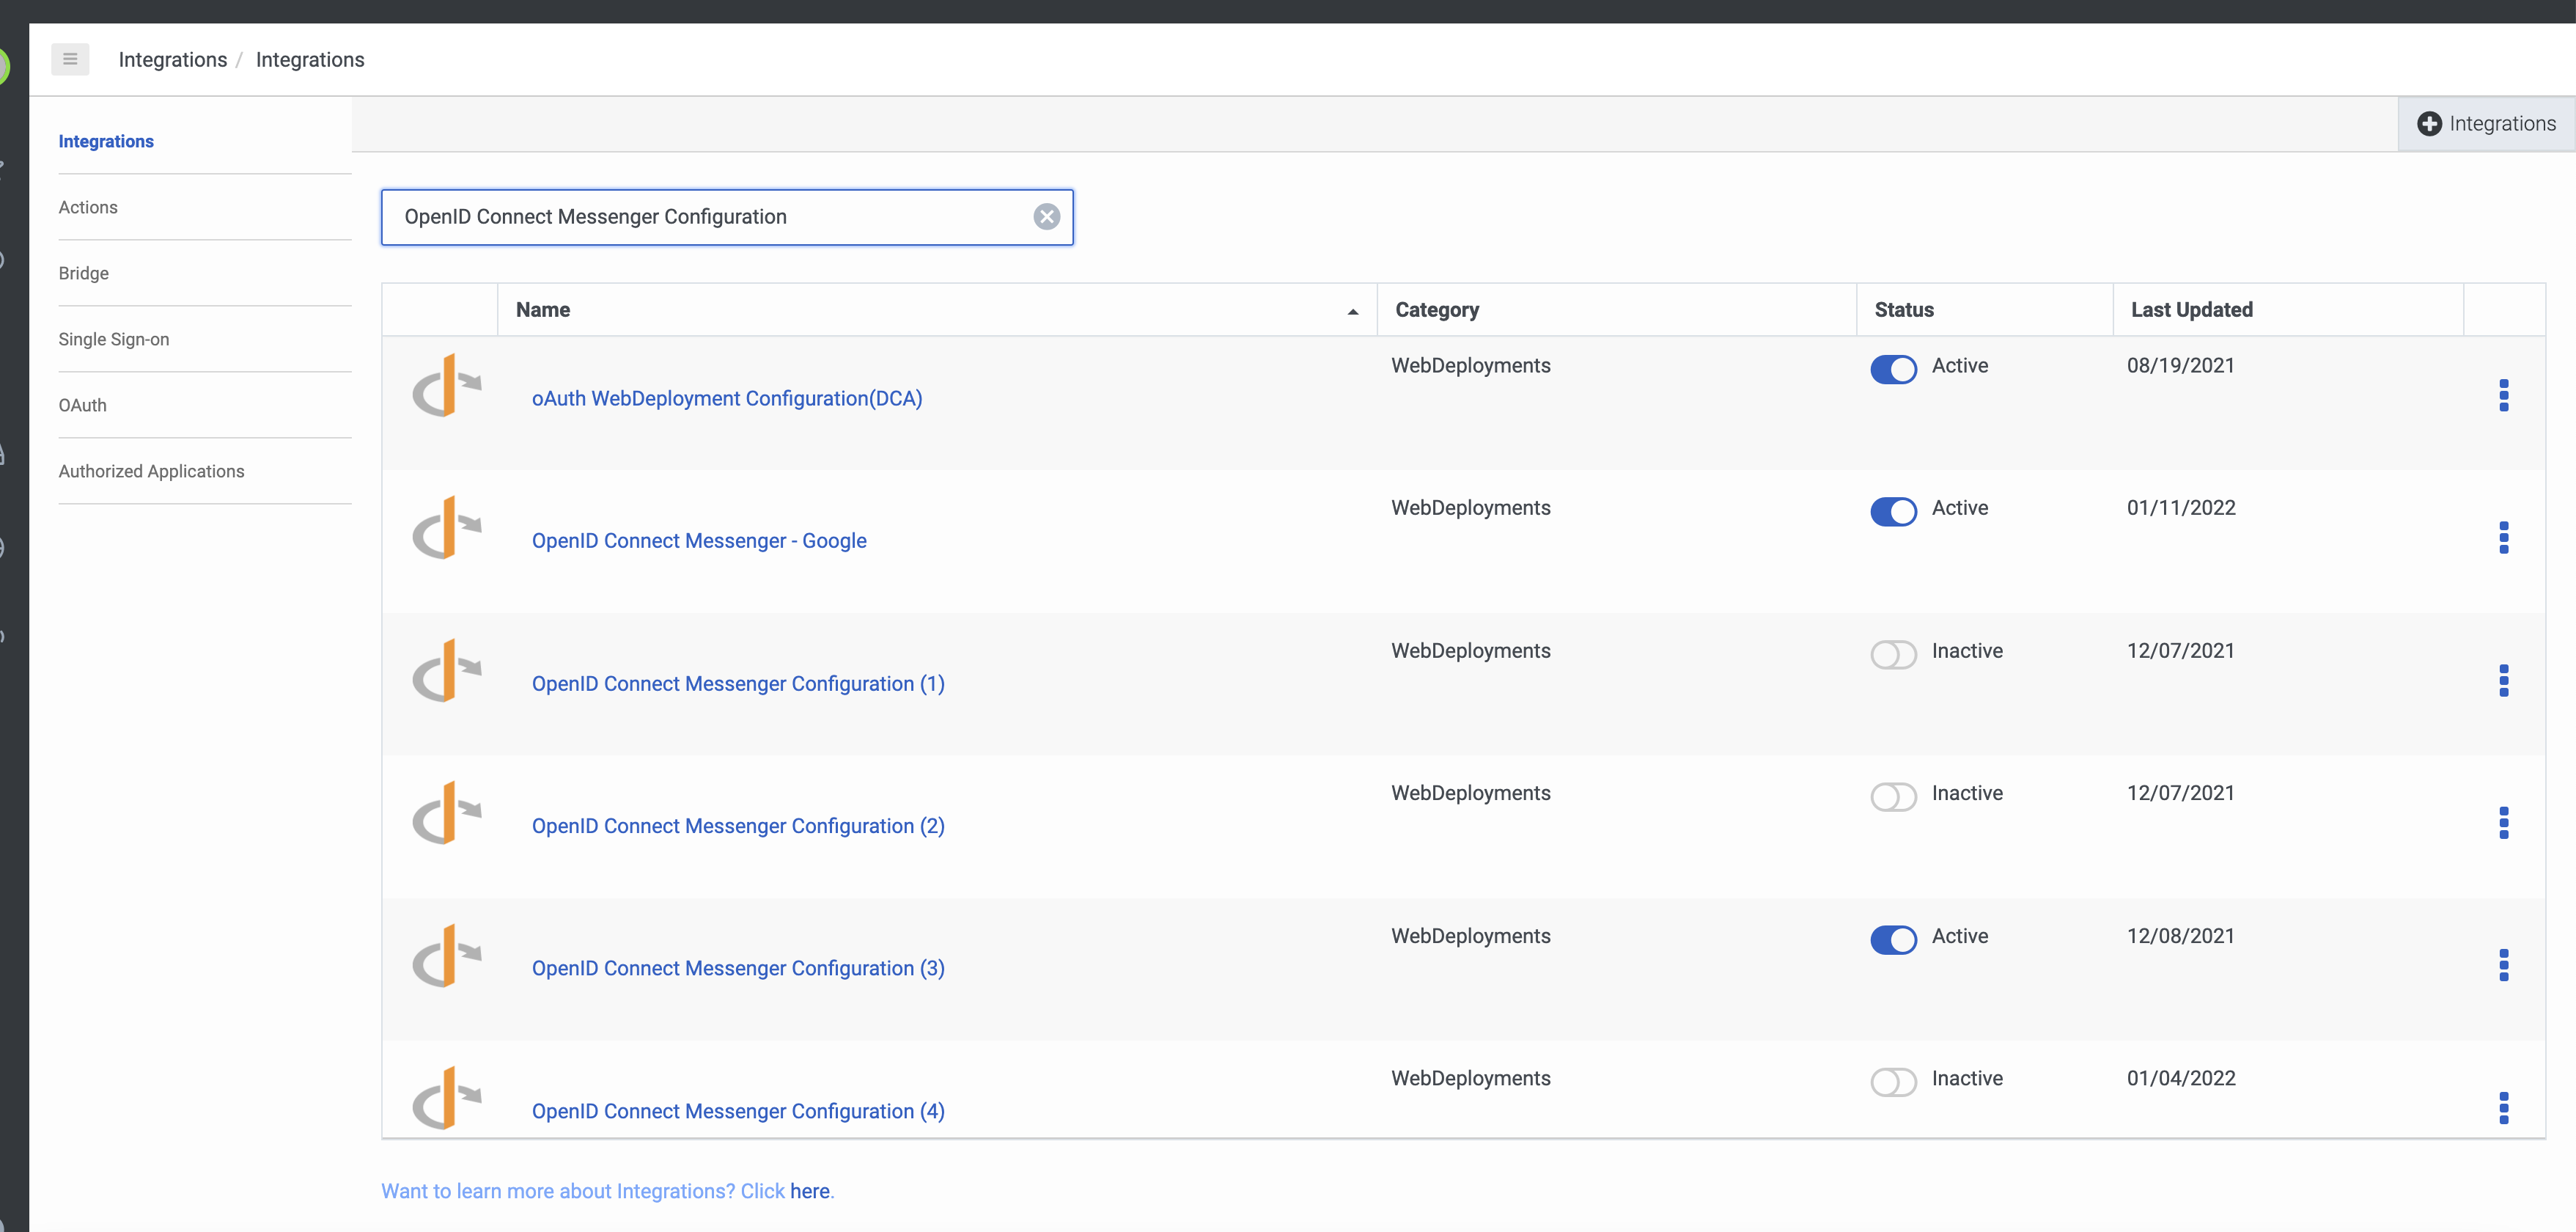 Integrations / Integrations
Integrations
Integrations
Actions
Bridge
Single Sign-on
OAuth
Authorized Applications
OpenID Connect Messenger Configuration
Name Category Status Last Updated
oAuth WebDeployment Configuration(DCA) WebDeployments Active 08/19/2021
OpenID Connect Messenger - Google WebDeployments Active 01/11/2022
OpenID Connect Messenger Configuration (1) WebDeployments Inactive 12/07/2021
OpenID Connect Messenger Configuration (2) WebDeployments Inactive 12/07/2021
OpenID Connect Messenger Configuration (3) WebDeployments Active 12/08/2021
OpenID Connect Messenger Configuration (4) WebDeployments Inactive 01/04/2022
Want to learn more about Integrations? Click here.